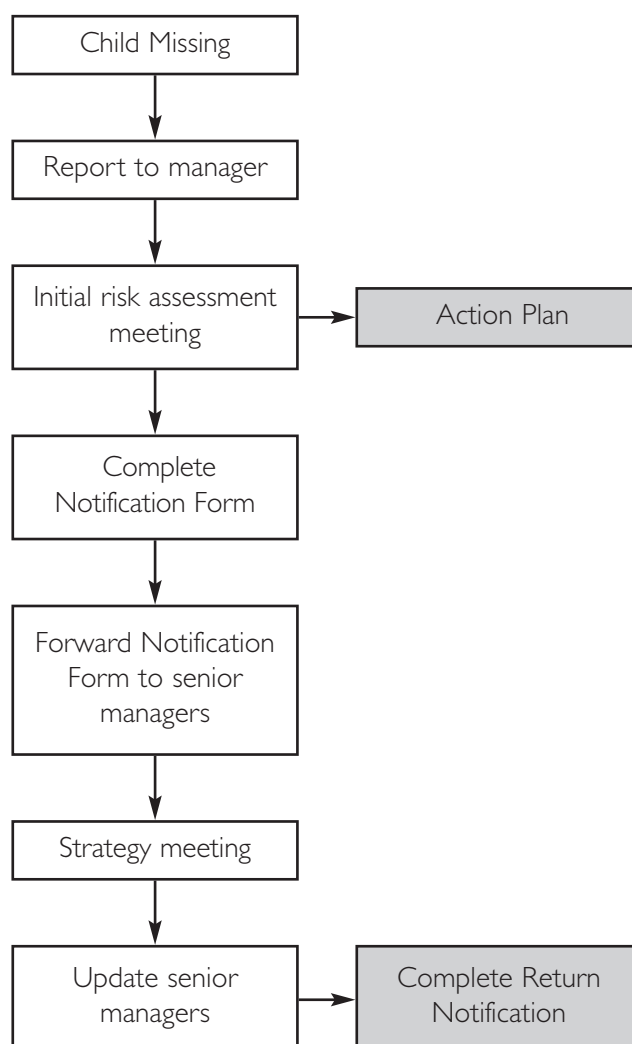 Child Missing
Report to manager
Initial risk assessment
meeting
Action Plan
Complete
Notification Form
Forward Notification
Form to senior
managers
Strategy meeting
Update senior
managers
Complete Return
Notification